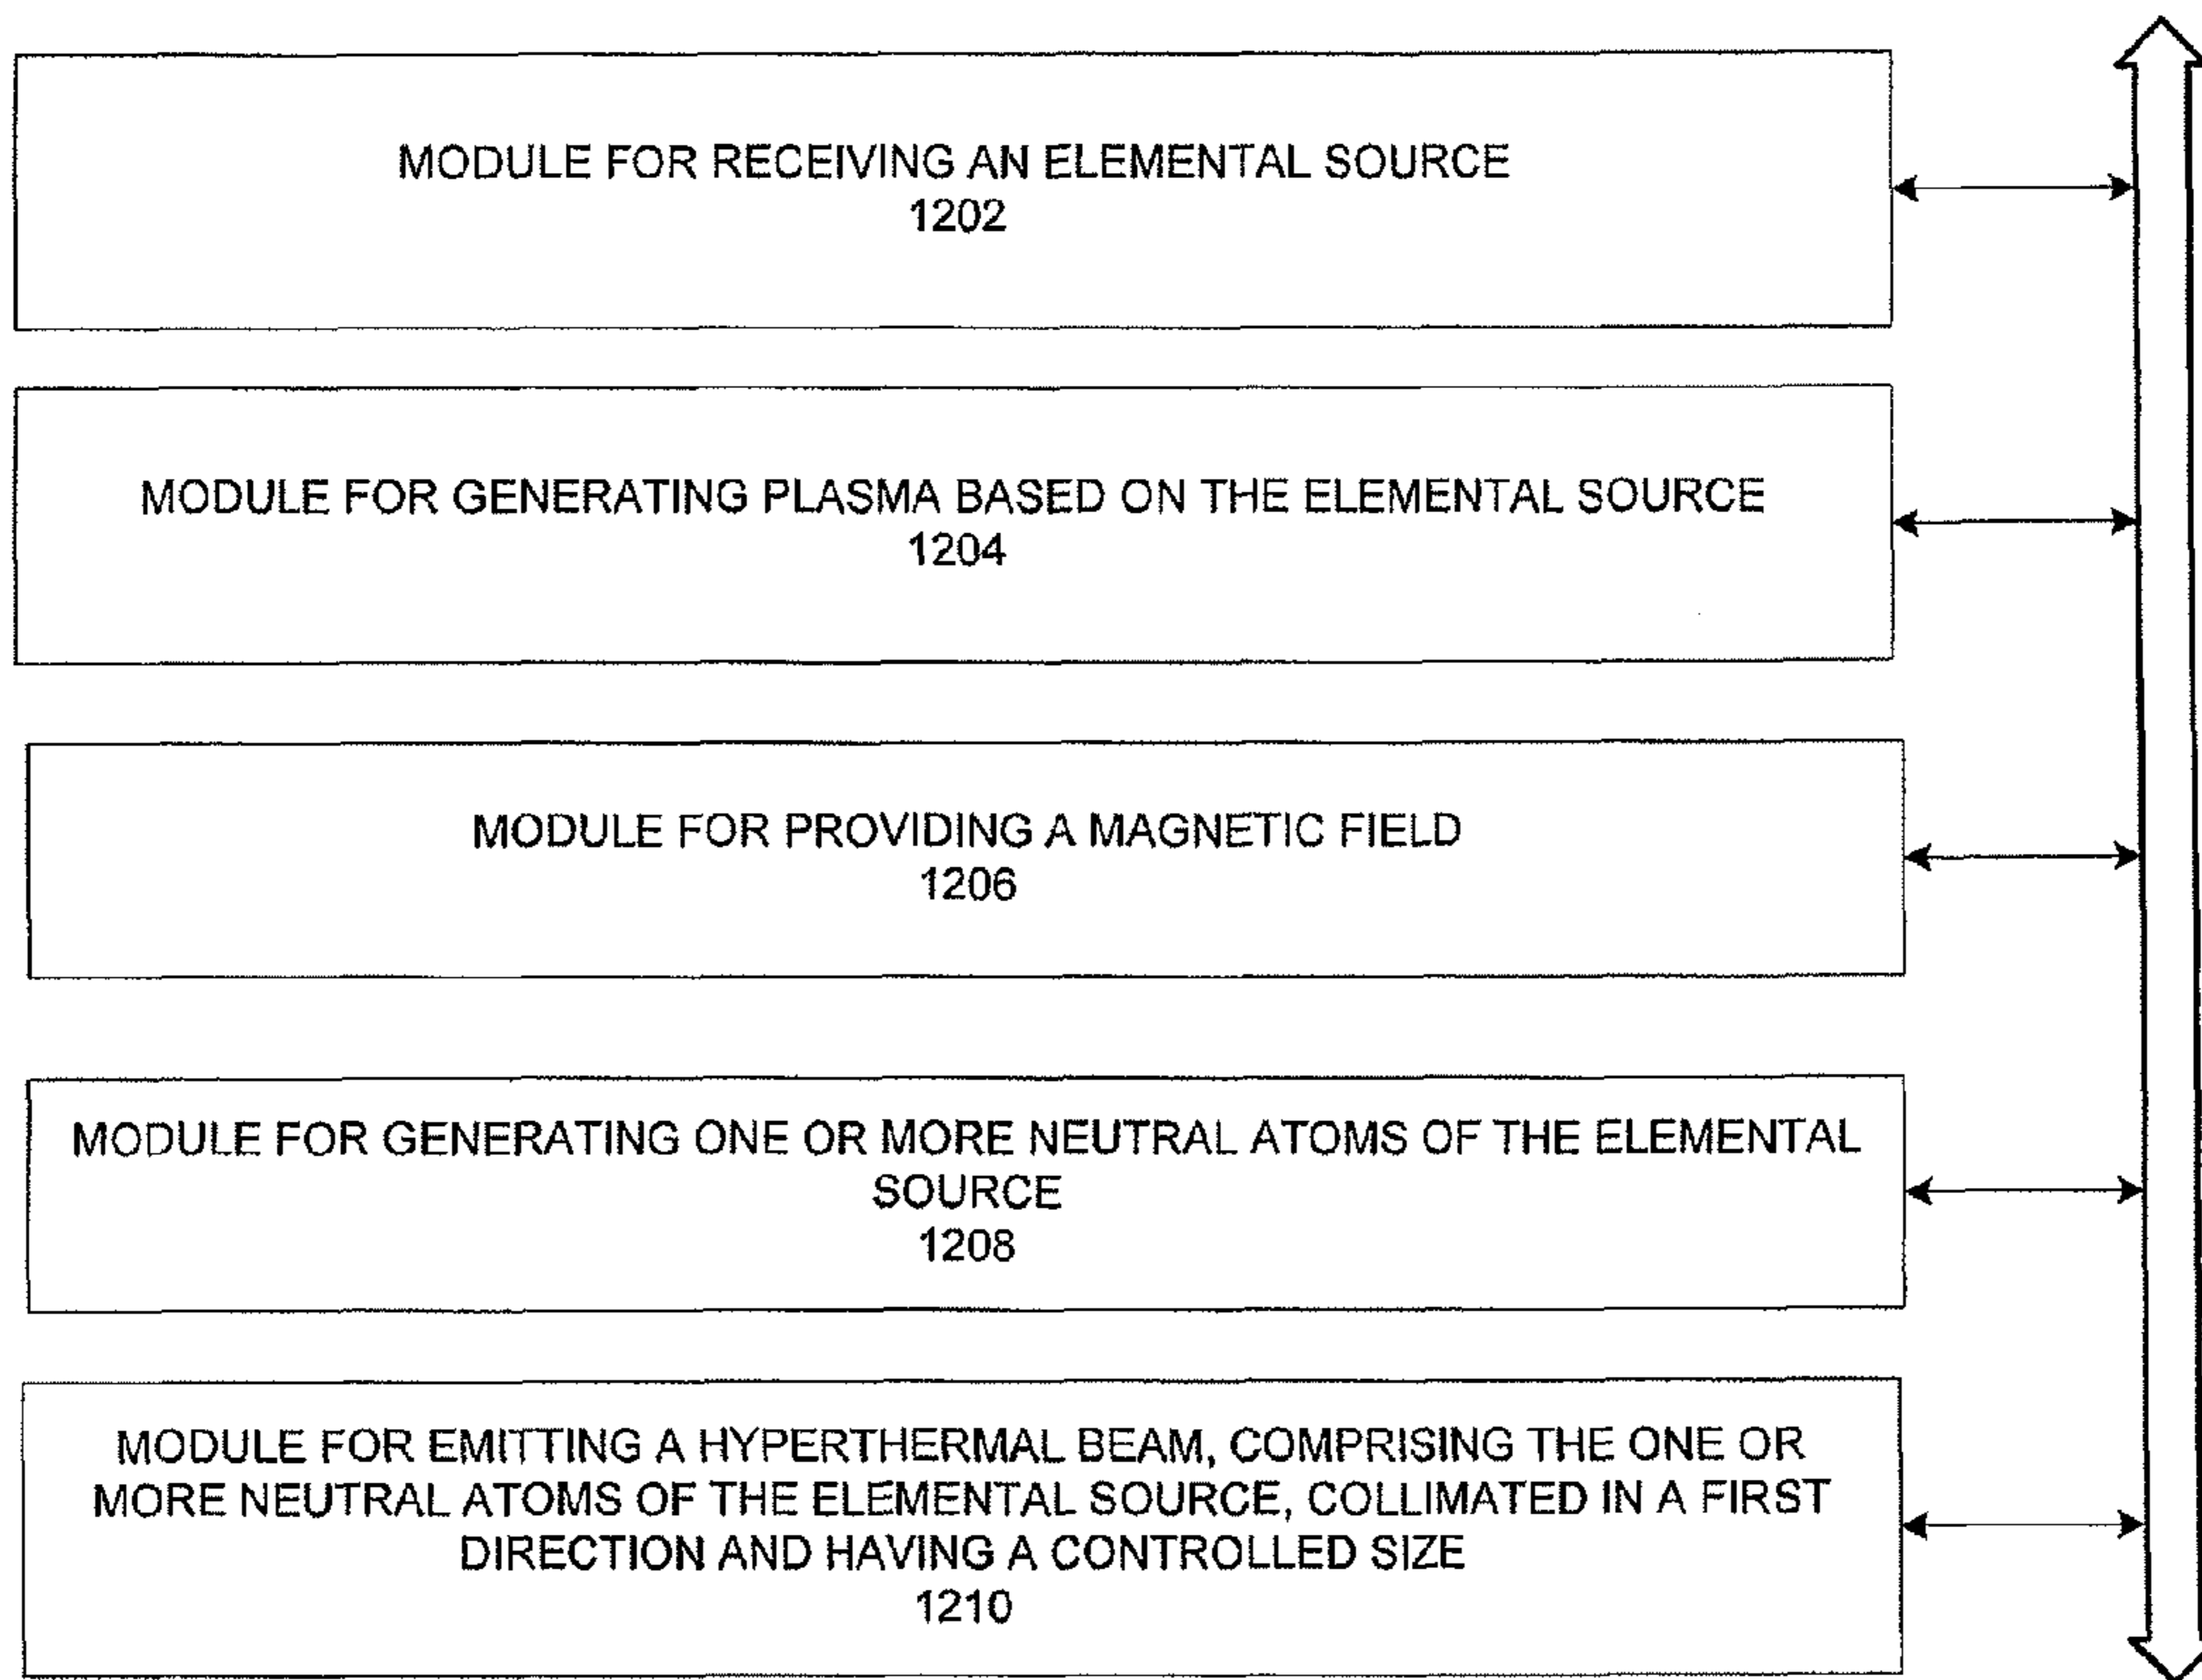 MODULE FOR RECEIVING AN ELEMENTAL SOURCE
1202
MODULE FOR GENERATING PLASMA BASED ON THE ELEMENTAL SOURCE
1204
MODULE FOR PROVIDING A MAGNETIC FIELD
1206
MODULE FOR GENERATING ONE OR MORE NEUTRAL ATOMS OF THE ELEMENTAL
SOURCE
1208
MODULE FOR EMITTING A HYPERTHERMAL BEAM, COMPRISING THE ONE OR
MORE NEUTRAL ATOMS OF THE ELEMENTAL SOURCE, COLLIMATED IN A FIRST
DIRECTION AND HAVING A CONTROLLED SIZE
1210